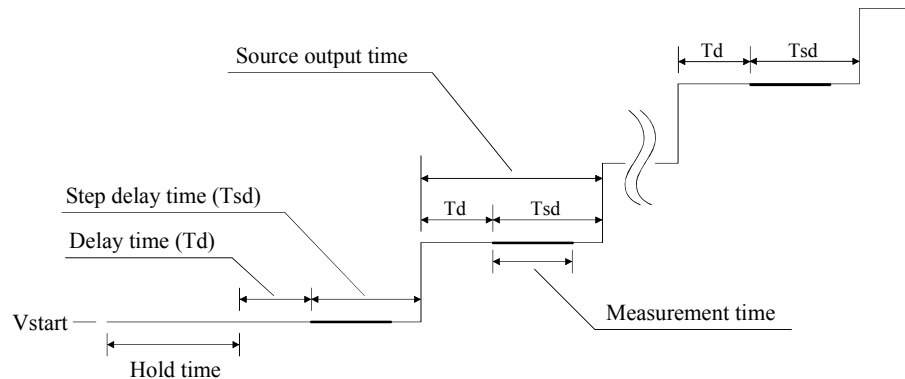 Td
Tsd
Source output time
Step delay time (Tsd)
Td
Tsd
Delay time (Td)
Measurement time
Vstart
Hold time